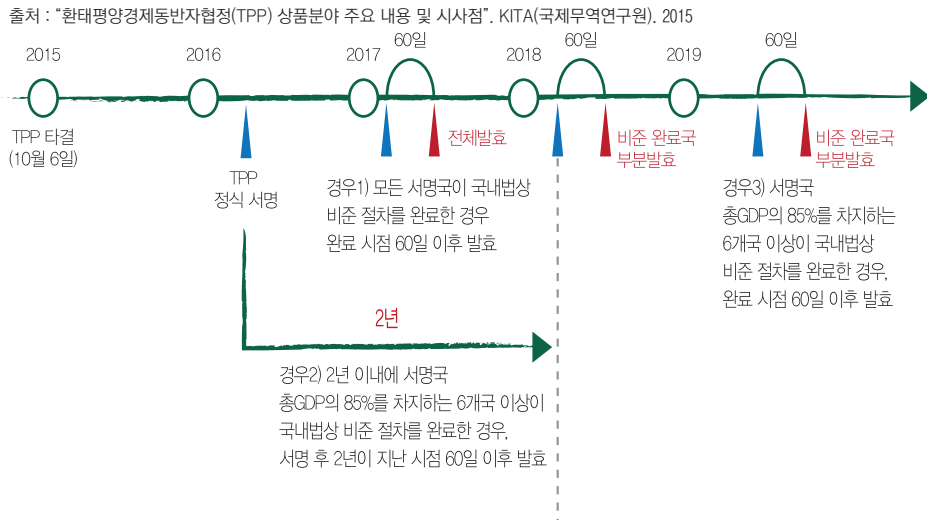 출처 : “환태평양경제동반자협정(TPP) 상품분야 주요 내용 및 시사점”. KITA(국제무역연구원). 2015
60일
60일
60일
2015
2016
2017
2018
2019
TPP 타결
(10월 6일)
TPP
정식 서명
전체발효
비준 완료국
부분발효
비준 완료국
부분발효
경우1) 모든 서명국이 국내법상
비준 절차를 완료한 경우
완료 시점 60일 이후 발효
경우3) 서명국
총GDP의 85%를 차지하는
6개국 이상이 국내법상
비준 절차를 완료한 경우,
완료 시점 60일 이후 발효
2년
경우2) 2년 이내에 서명국
총GDP의 85%를 차지하는 6개국 이상이
국내법상 비준 절차를 완료한 경우,
서명 후 2년이 지난 시점 60일 이후 발효